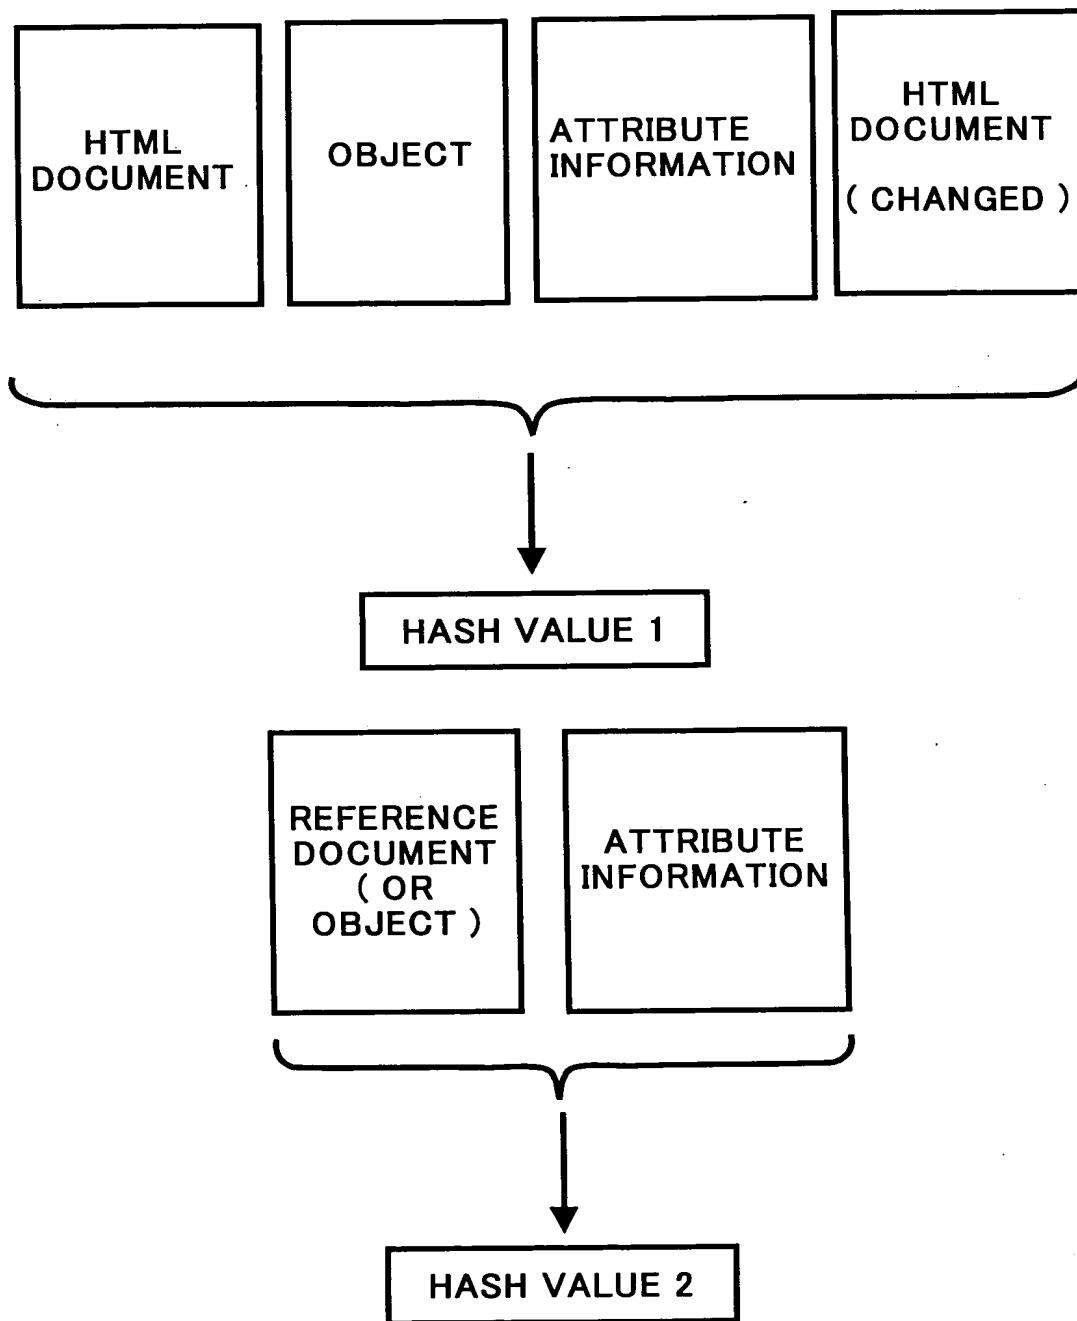 HTML
DOCUMENT
OBJECT
ATTRIBUTE
INFORMATION
HTML
DOCUMENT
( CHANGED )
HASH VALUE 1
REFERENCE
DOCUMENT
( OR
OBJECT )
ATTRIBUTE
INFORMATION
HASH VALUE 2